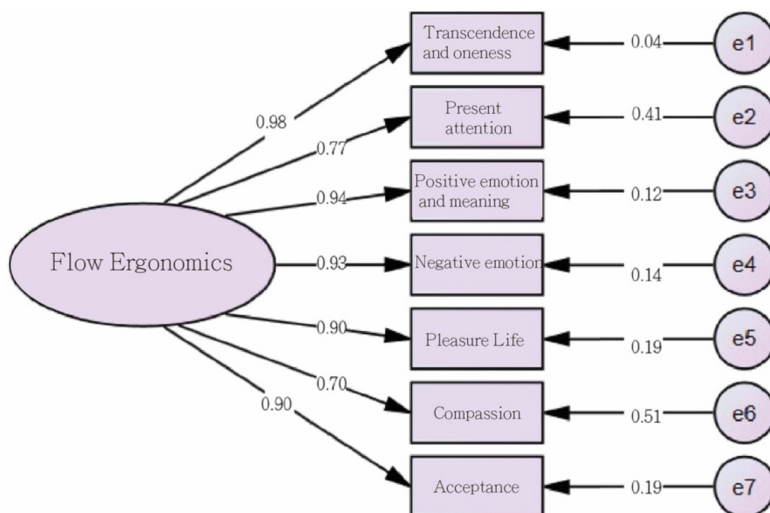 Transcendence
and oneness
0.04
e1
0.98
Present
attention
0.41
e2
0.77
Positive emotion
and meaning
0.12
e3
0.94
Flow Ergonomics
0.93
Negative emotion
0.14
e4
0.90
Pleasure Life
0.19
e5
0.70
Compassion
0.51
e6
0.90
Acceptance
0.19
e7